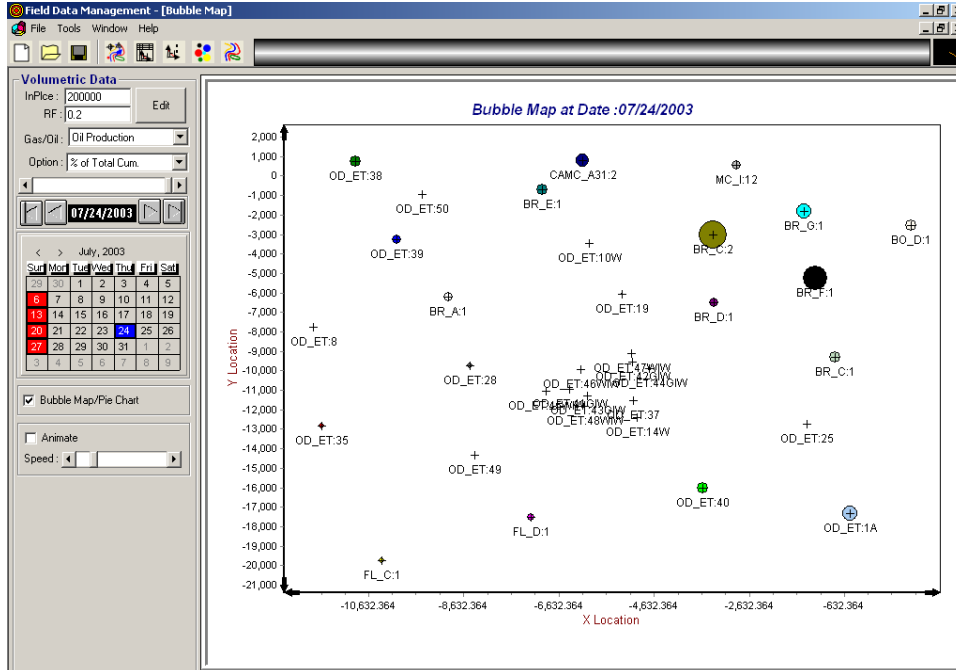 Field Data Management - [Bubble Map]
File Tools Window Help
Volumetric Data
InPlce : 200000
RF : 0.2
Edit
Gas/Oil : Oil Production
Option : % of Total Cum.
07/24/2003
< > July, 2003
Sun Mon Tue Wed Thu Fri Sat
29 30 1 2 3 4 5
6 7 8 9 10 11 12
13 14 15 16 17 18 19
20 21 22 23 24 25 26
27 28 29 30 31 1 2
3 4 5 6 7 8 9
Bubble Map/Pie Chart
Animate
Speed :
Bubble Map at Date :07/24/2003
Y Location
2,000
1,000
0
-1,000
-2,000
-3,000
-4,000
-5,000
-6,000
-7,000
-8,000
-9,000
-10,000
-11,000
-12,000
-13,000
-14,000
-15,000
-16,000
-17,000
-18,000
-19,000
-20,000
-21,000
OD_ET:38
CAMC_A31:2
MC_I:12
OD_ET:50
BR_E:1
BR_G:1
BO_D:1
OD_ET:39
OD_ET:10W
BR_C:2
BR_A:1
OD_ET:19
BR_D:1
BR_F:1
OD_ET:8
OD_ET:28
OD_ET:47WIW
OD_ET:42GIW
OD_ET:46WIW
OD_ET:44GIW
BR_C:1
OD_ET:43GIW
OD_ET:37
OD_ET:48WIW
OD_ET:14W
OD_ET:35
OD_ET:25
OD_ET:49
OD_ET:40
FL_D:1
OD_ET:1A
FL_C:1
-10,632.364 -8,632.364 -6,632.364 -4,632.364 -2,632.364 -632.364
X Location